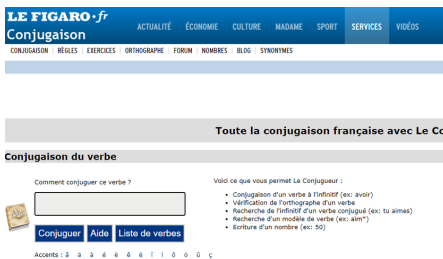 LE FIGARO·fr
Conjugaison
ACTUALITÉ ÉCONOMIE CULTURE MADAME SPORT SERVICES VIDÉOS
CONJUGAISON RÈGLES EXERCICES ORTHOGRAPHE FORUM NOMBRES BLOG SYNONYMES
Toute la conjugaison française avec Le Co
Conjugaison du verbe
Comment conjuguer ce verbe ?
Conjuguer Aide Liste de verbes
Accents : â à é è ê ë î ï ô ö û ç
Voici ce que vous permet Le Conjugueur :
• Conjugaison d'un verbe à l'infinitif (ex: avoir)
• Vérification de l'orthographe d'un verbe
• Recherche de l'infinitif d'un verbe conjugué (ex: tu aimes)
• Recherche d'un modèle de verbe (ex: aim*)
• Ecriture d'un nombre (ex: 50)